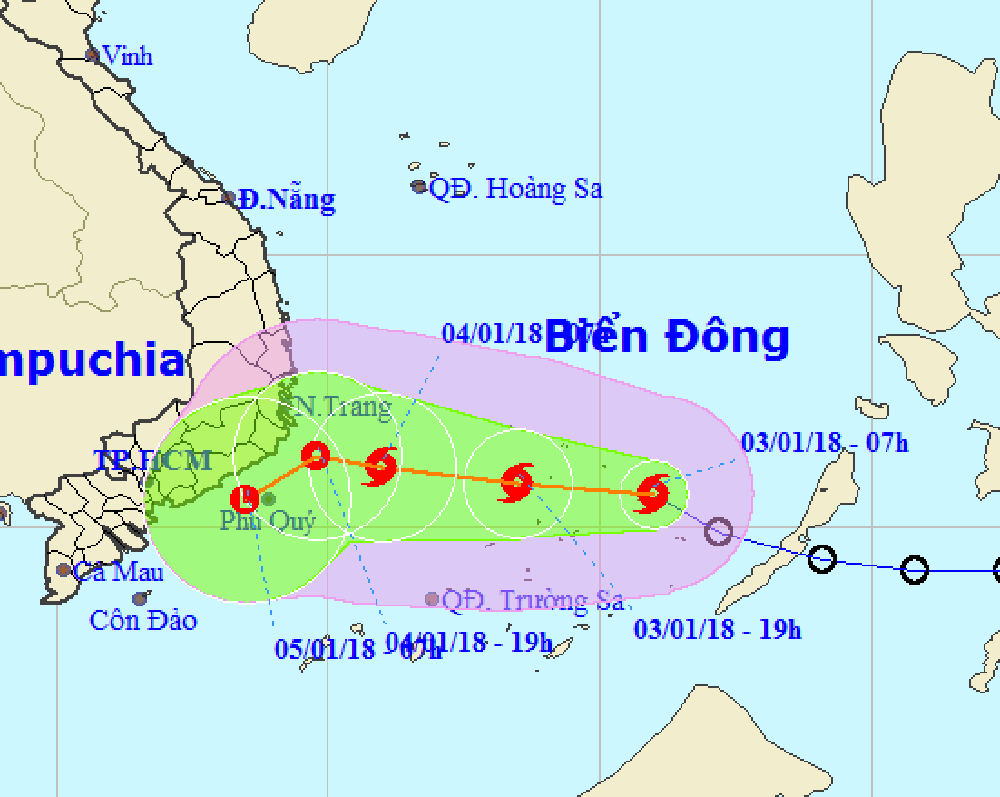 Vinh
Đ.Nẵng
QĐ. Hoàng Sa
04/01/18 - 07h
Biển Đông
mpuchia
N.Trang
03/01/18 - 07h
TP.HCM
L
Phú Quý
Cà Mau
QĐ. Trường Sa
Côn Đảo
03/01/18 - 19h
04/01/18 - 19h
05/01/18 - 07h